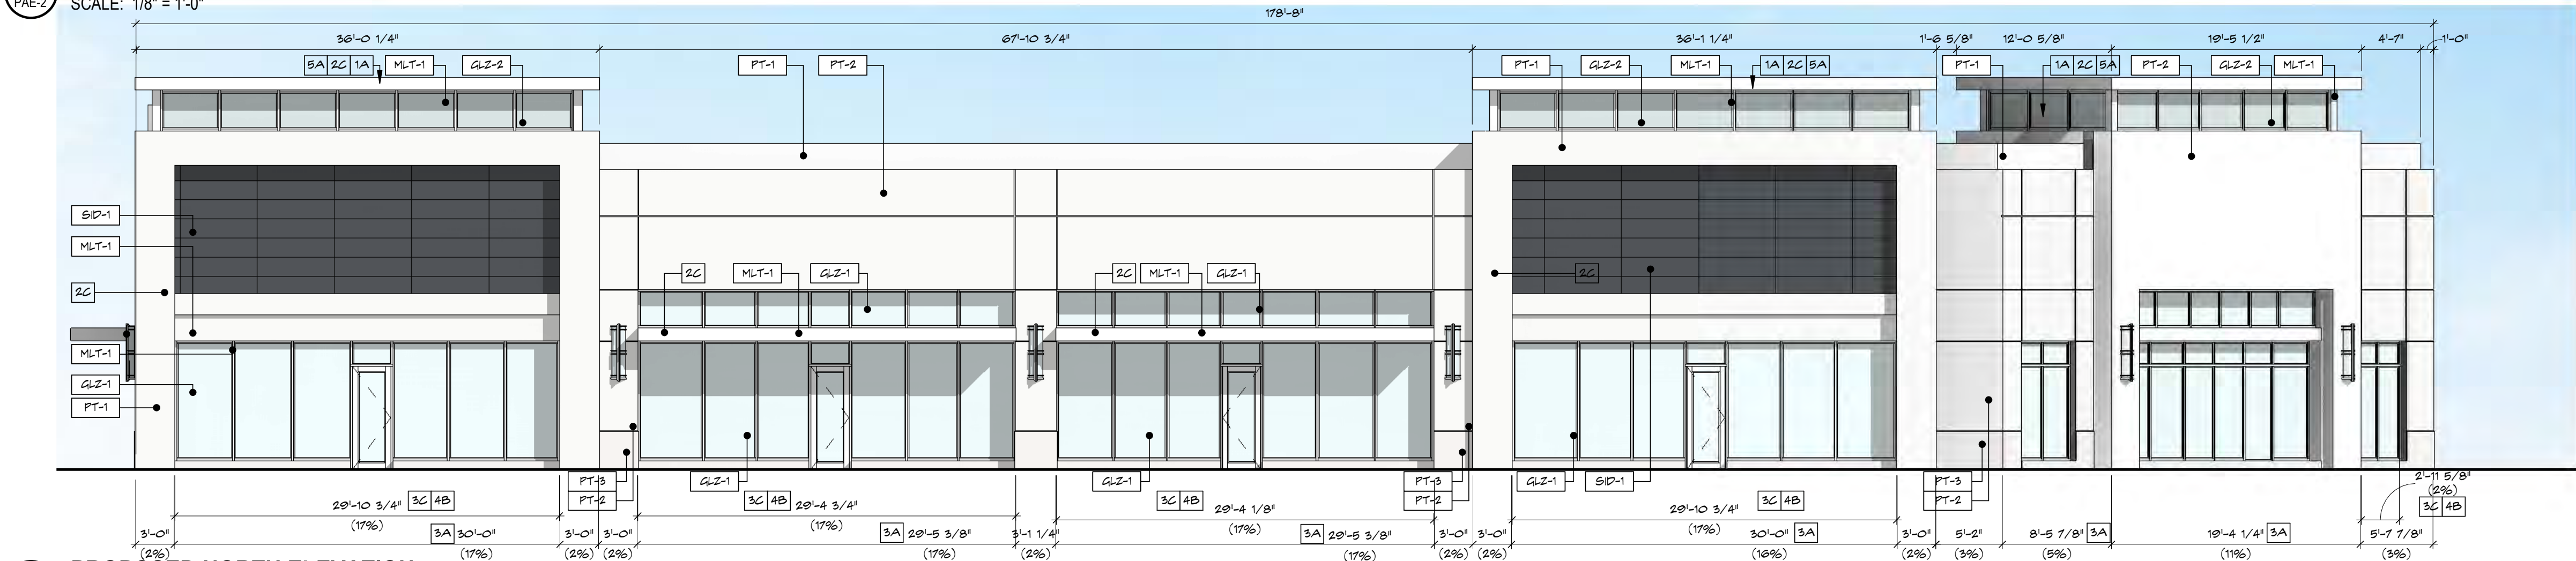 PAE-2
SCALE: 1/8" = 1'-0"
178'-8"
36'-0 1/4" 67'-10 3/4" 36'-1 1/4" 1'-6 5/8" 12'-0 5/8" 19'-5 1/2" 4'-7" 1'-0"
5A 2C 1A MLT-1 GLZ-2 PT-1 PT-2 PT-1 GLZ-2 MLT-1 1A 2C 5A PT-1 1A 2C 5A PT-2 GLZ-2 MLT-1
SID-1
MLT-1
2C MLT-1 GLZ-1 2C MLT-1 GLZ-1 2C
2C
MLT-1
GLZ-1
PT-1
PT-3 GLZ-1 GLZ-1 PT-3 GLZ-1 SID-1 PT-3
PT-2 PT-2 PT-2
2'-11 5/8"
(2%)
3C 4B
29'-10 3/4" 3C 4B 3C 4B 29'-4 3/4" 3C 4B 29'-4 1/8" 29'-10 3/4" 3C 4B
(17%) (17%) (17%) (17%)
3'-0" 3A 30'-0" 3'-0" 3'-0" 3A 29'-5 3/8" 3'-1 1/4" 3A 29'-5 3/8" 3'-0" 3'-0" 30'-0" 3A 3'-0" 5'-2" 8'-5 7/8" 3A 19'-4 1/4" 3A 5'-7 7/8"
(2%) (17%) (2%) (2%) (17%) (2%) (17%) (2%) (2%) (16%) (2%) (3%) (5%) (11%) (3%)
PROPOSED NORTH ELEVATION